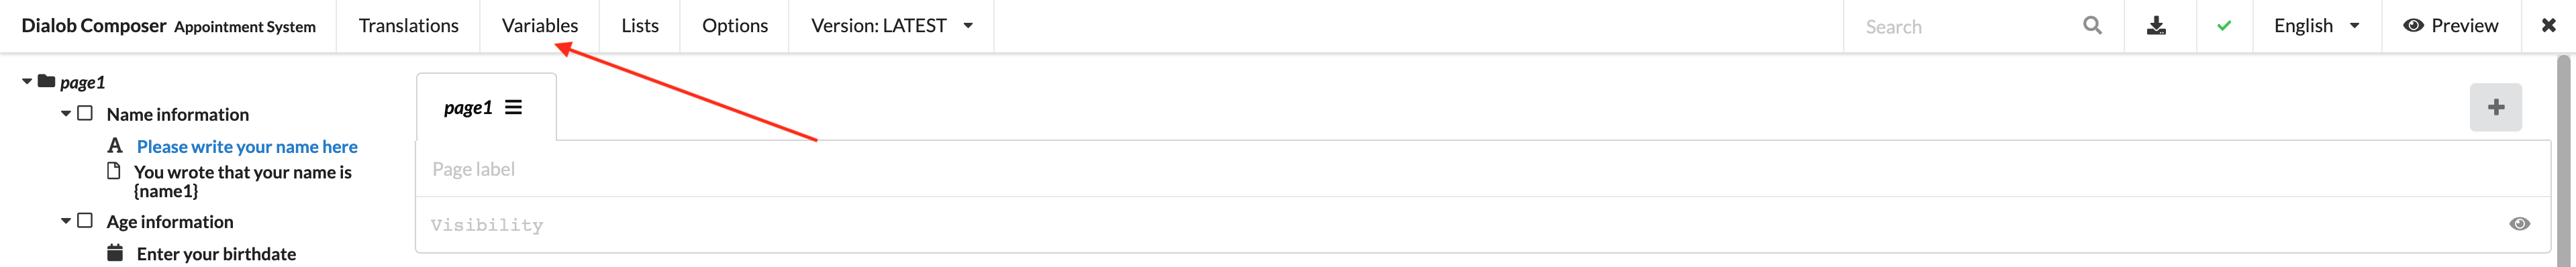 Dialob Composer Appointment System Translations Variables Lists Options Version: LATEST Search English Preview
page1
Name information
Please write your name here
You wrote that your name is
{name1}
Age information
Enter your birthdate
page1
Page label
Visibility